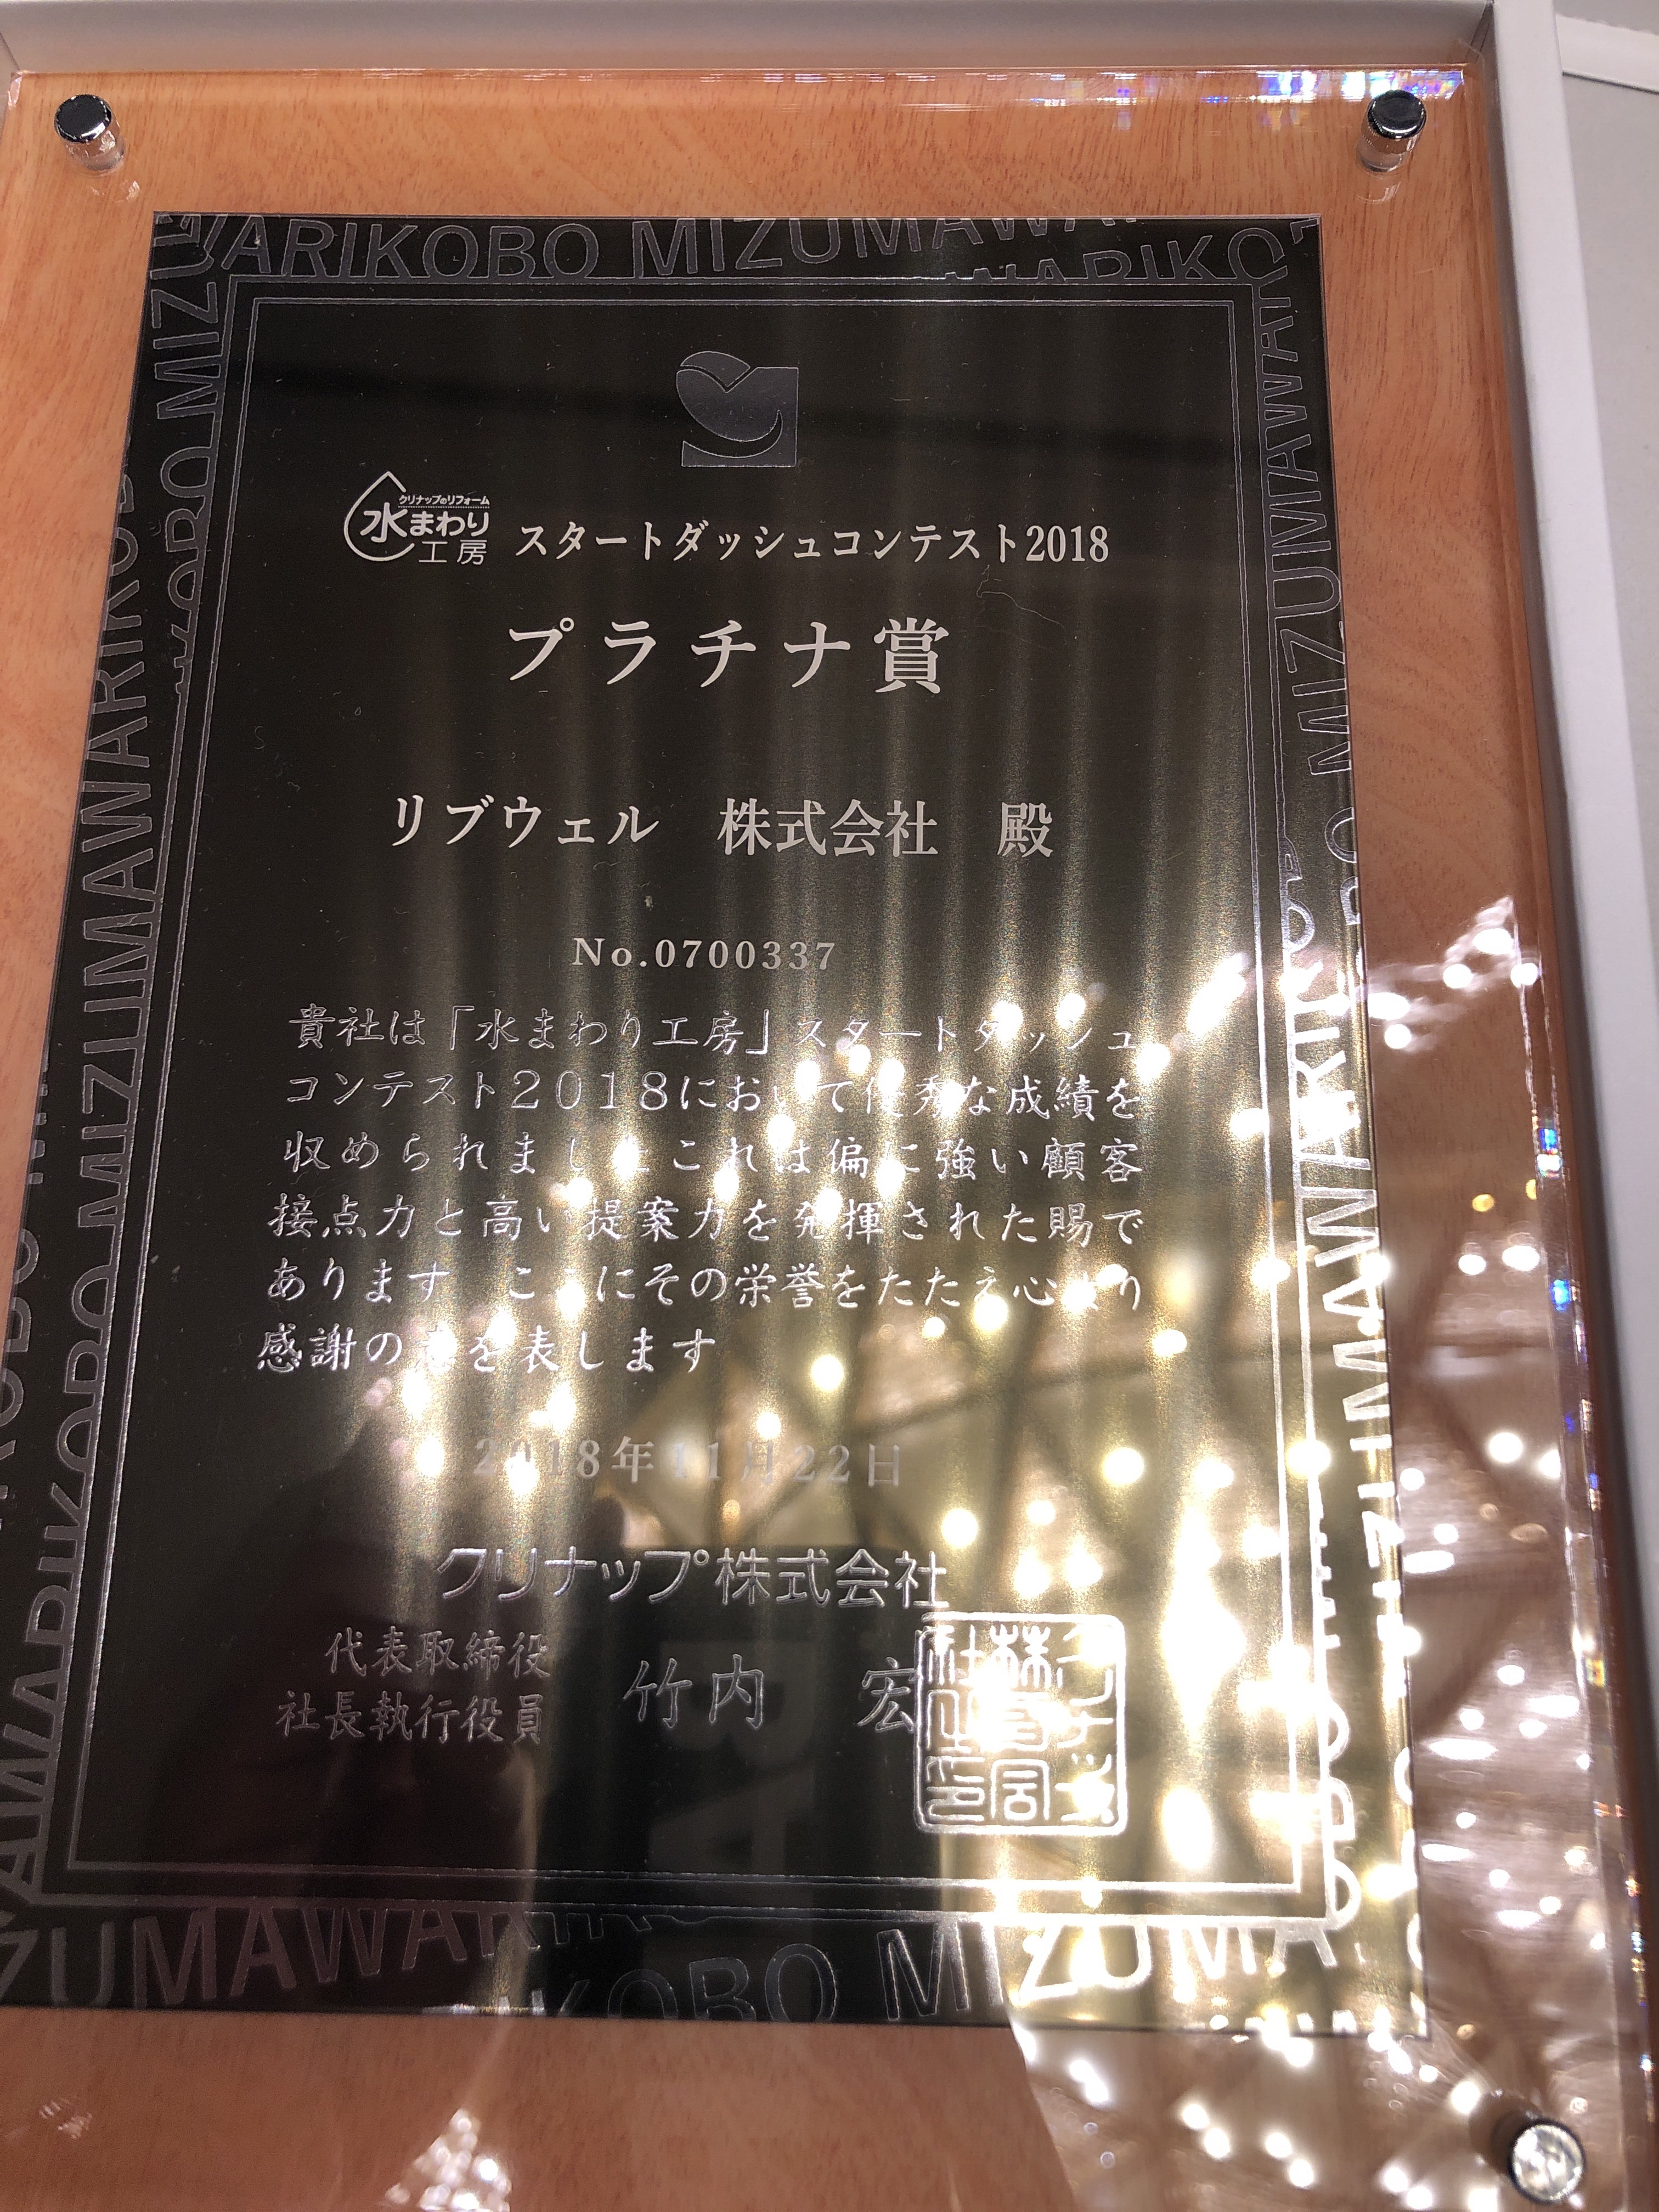 WARIKOBO MIZUMAWA
クリナップのリフォーム
水まわり
工房
スタートダッシュコンテスト2018
プラチナ賞
リブウェル 株式会社 殿
No.0700337
貴社は「水まわり工房」スタートダッシュ
コンテスト2018において優秀な成績を
収められました これは偏に強い顧客
接点力と高い提案力を発揮された賜で
あります ここにその栄誉をたたえ心より
感謝の意を表します
2018年11月22日
クリナップ株式会社
代表取締役
社長執行役員
竹内 宏
ZUMAWARIKO
KOBO MIZUMA